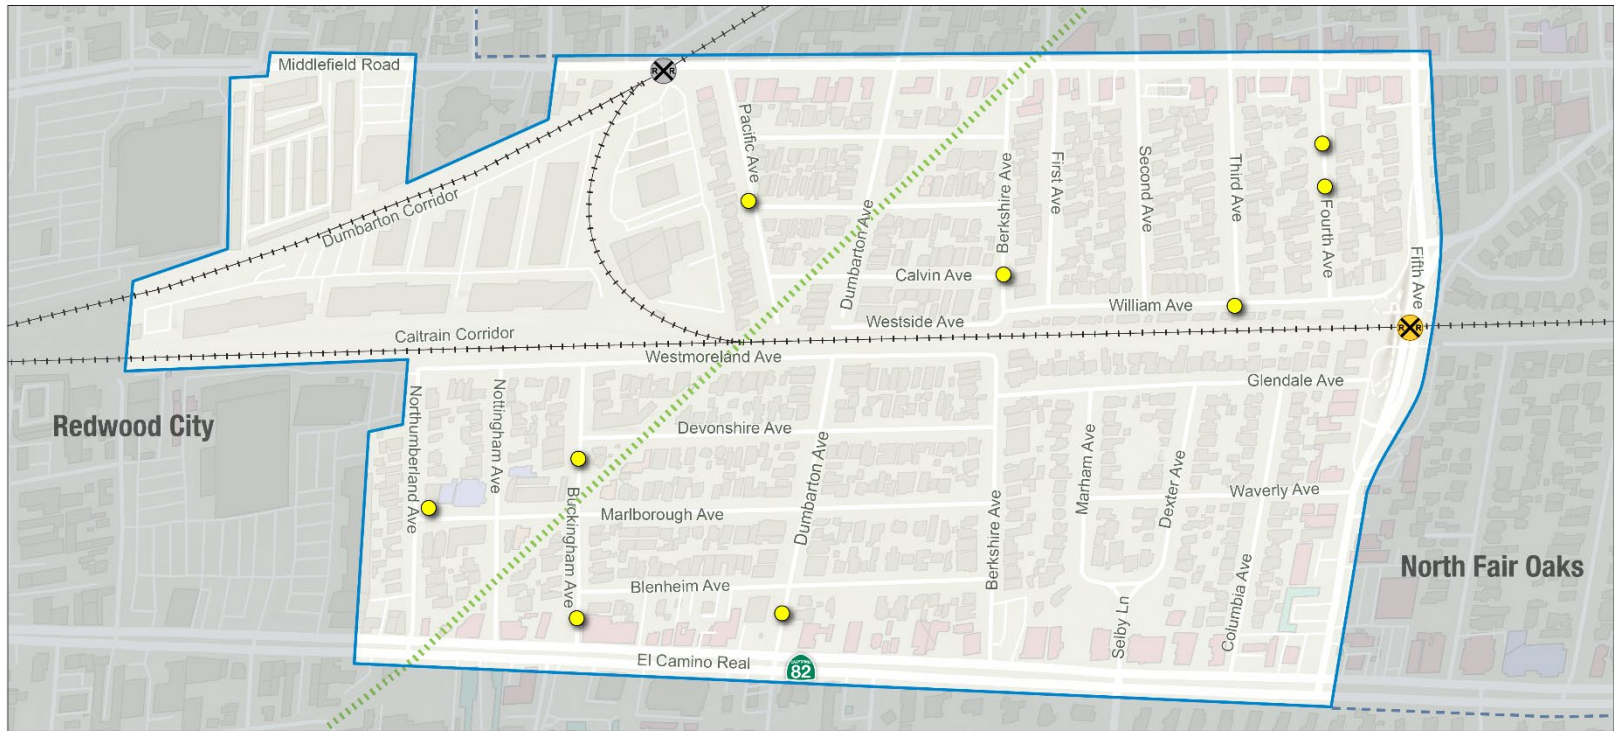 Middlefield Road
Pacific Ave
Berkshire Ave
First Ave
Second Ave
Third Ave
Fourth Ave
Fifth Ave
Dumbarton Corridor
Dumbarton Ave
Calvin Ave
William Ave
Westside Ave
R R
R R
Caltrain Corridor
Westmoreland Ave
Glendale Ave
Redwood City
Northumberland Ave
Nottingham Ave
Buckingham Ave
Devonshire Ave
Dumbarton Ave
Marham Ave
Dexter Ave
Waverly Ave
Marlborough Ave
Berkshire Ave
North Fair Oaks
Blenheim Ave
Selby Ln
Columbia Ave
El Camino Real
82